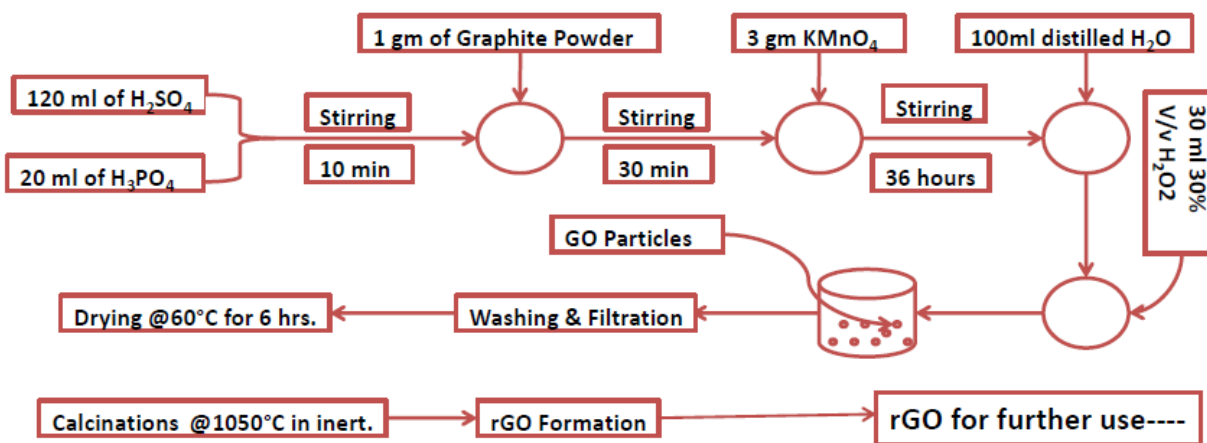 1 gm of Graphite Powder
3 gm KMnO₄
100ml distilled H₂O
120 ml of H₂SO₄
20 ml of H₃PO₄
Stirring
10 min
Stirring
30 min
Stirring
36 hours
30 ml 30%
V/v H₂O2
GO Particles
Drying @60°C for 6 hrs.
Washing & Filtration
Calcinations @1050°C in inert.
rGO Formation
rGO for further use----